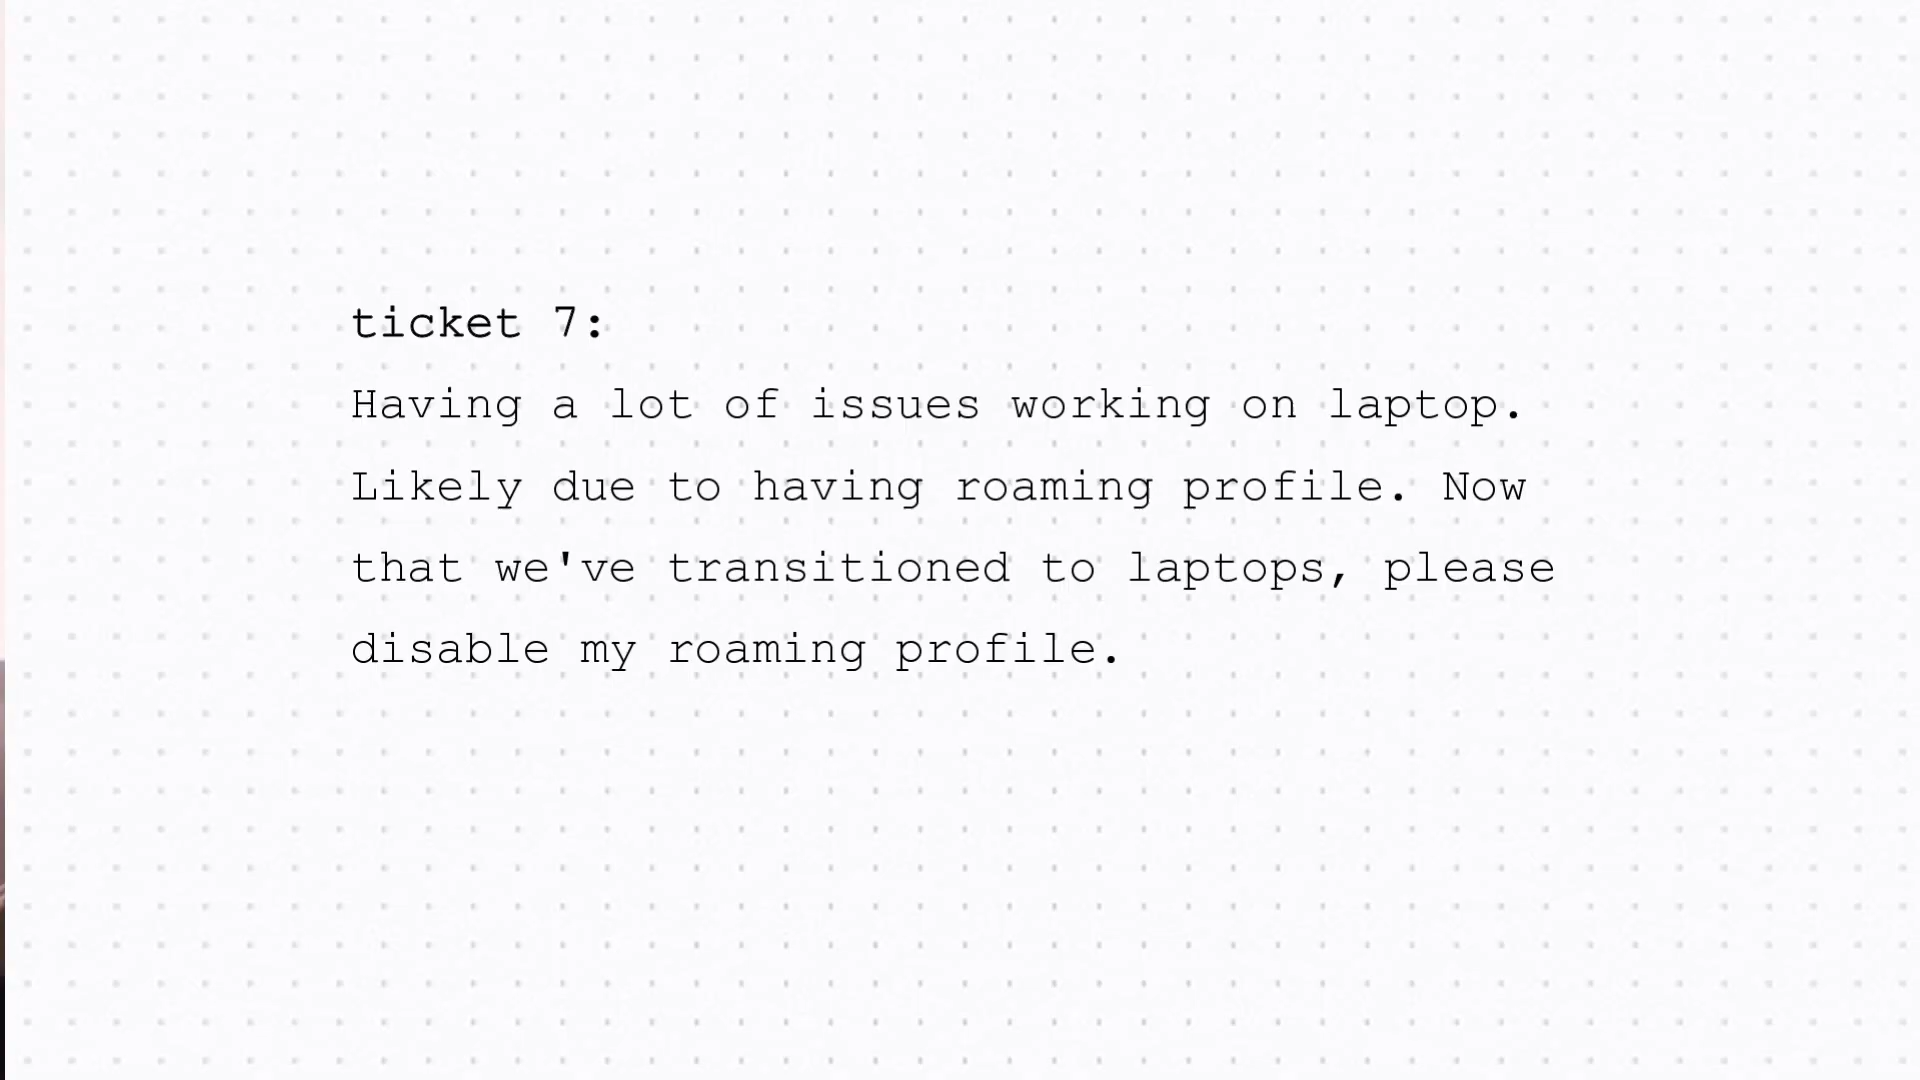 ticket 7:
Having a lot of issues working on laptop.
Likely due to having roaming profile. Now
that we've transitioned to laptops, please
disable my roaming profile.